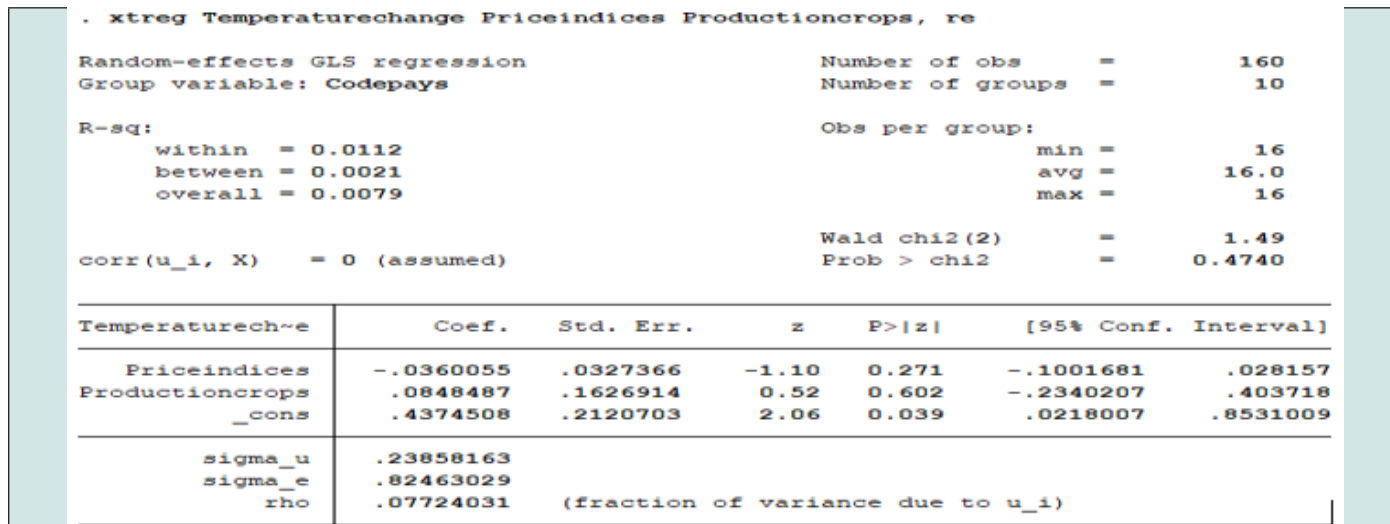 . xtreg Temperaturechange Priceindices Productioncrops, re
Random-effects GLS regression Number of obs = 160
Group variable: Codepays Number of groups = 10
R-sq: Obs per group:
within = 0.0112 min = 16
between = 0.0021 avg = 16.0
overall = 0.0079 max = 16
Wald chi2(2) = 1.49
corr(u_i, X) = 0 (assumed) Prob > chi2 = 0.4740
Temperaturech~e Coef. Std. Err. z P>|z| [95% Conf. Interval]
Priceindices -.0360055 .0327366 -1.10 0.271 -.1001681 .028157
Productioncrops .0848487 .1626914 0.52 0.602 -.2340207 .403718
_cons .4374508 .2120703 2.06 0.039 .0218007 .8531009
sigma_u .23858163
sigma_e .82463029
rho .07724031 (fraction of variance due to u_i)